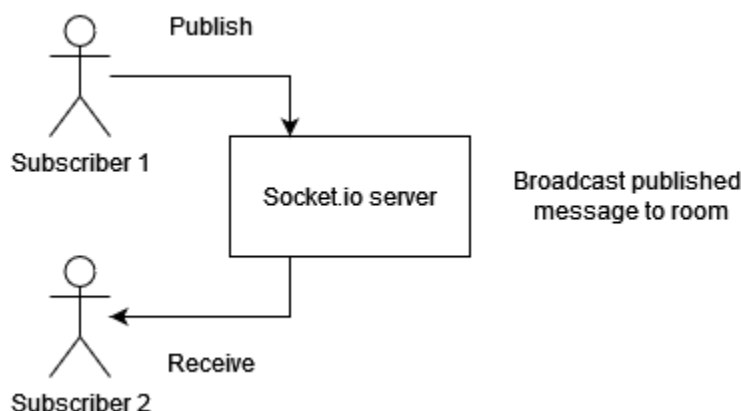 Publish
Subscriber 1
Socket.io server
Broadcast published
message to room
Receive
Subscriber 2